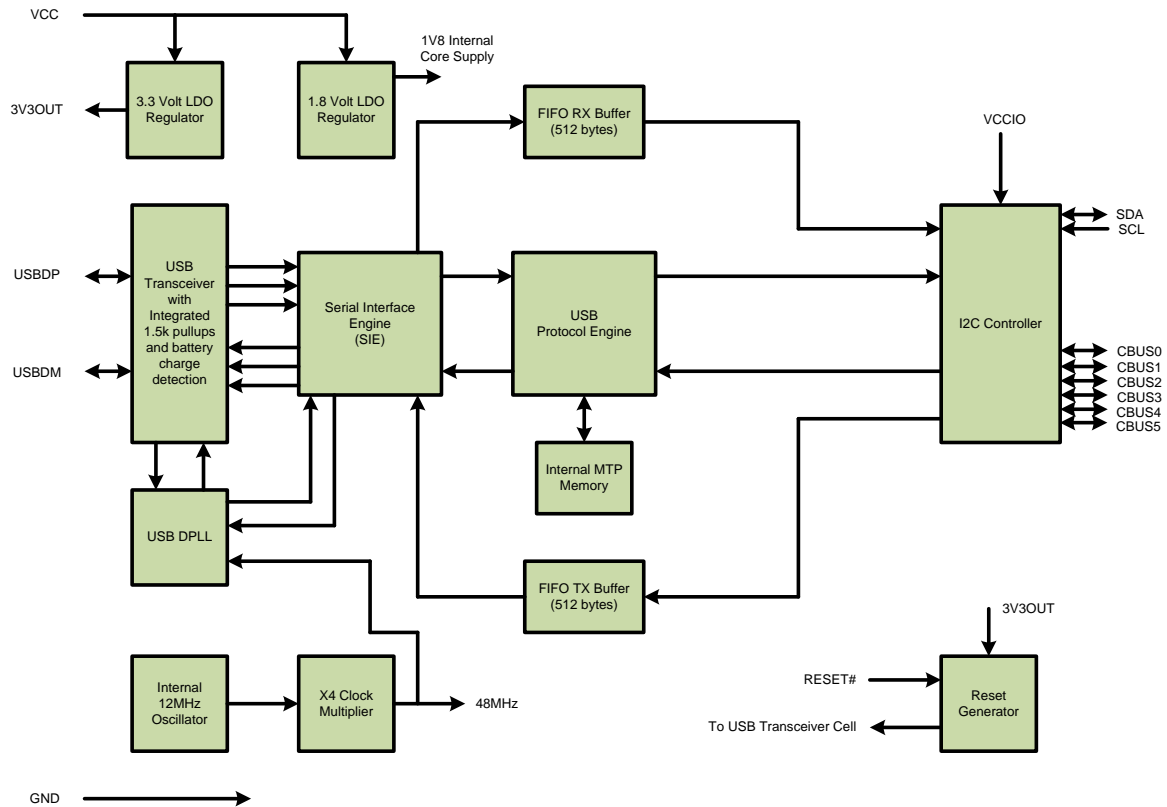 VCC
1V8 Internal
Core Supply
3.3 Volt LDO
Regulator
1.8 Volt LDO
Regulator
3V3OUT
FIFO RX Buffer
(512 bytes)
VCCIO
SDA
SCL
USBDP
USBDM
USB
Transceiver
with
Integrated
1.5k pullups
and battery
charge
detection
Serial Interface
Engine
(SIE)
USB
Protocol Engine
I2C Controller
CBUS0
CBUS1
CBUS2
CBUS3
CBUS4
CBUS5
Internal MTP
Memory
USB DPLL
FIFO TX Buffer
(512 bytes)
3V3OUT
Internal
12MHz
Oscillator
X4 Clock
Multiplier
48MHz
RESET#
Reset
Generator
To USB Transceiver Cell
GND